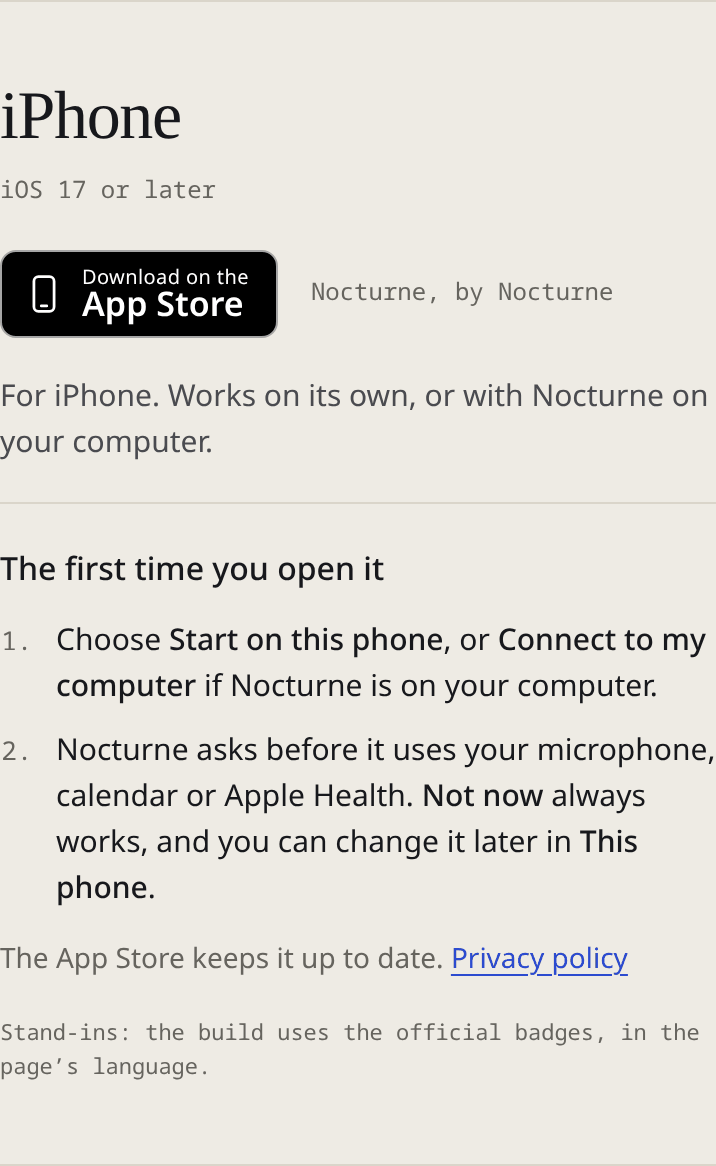 iPhone
iOS 17 or later
Download on the
App Store
Nocturne, by Nocturne
For iPhone. Works on its own, or with Nocturne on
your computer.
The first time you open it
1. Choose Start on this phone, or Connect to my
computer if Nocturne is on your computer.
2. Nocturne asks before it uses your microphone,
calendar or Apple Health. Not now always
works, and you can change it later in This
phone.
The App Store keeps it up to date. Privacy policy
Stand-ins: the build uses the official badges, in the
page’s language.